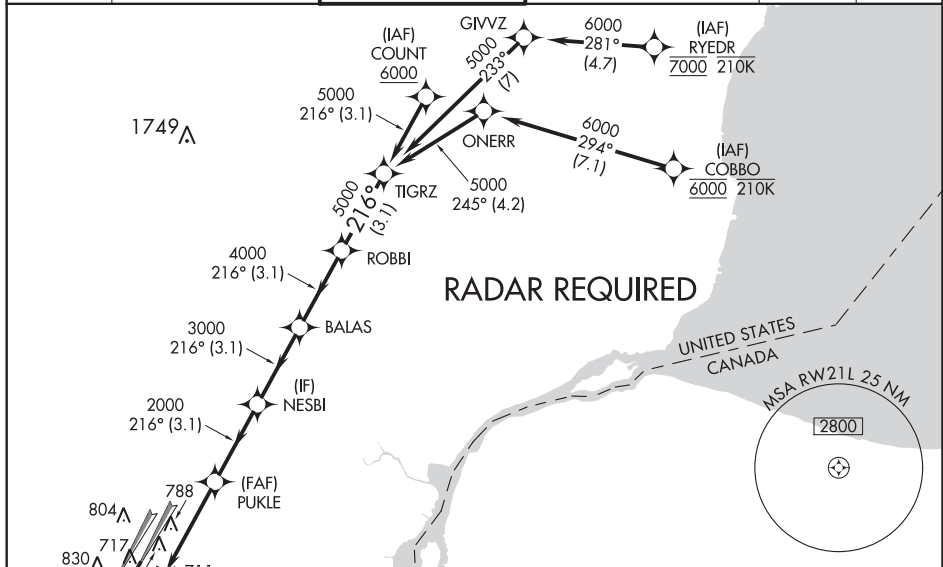 GIVVZ
6000
281°
(4.7)
(IAF)
RYEDR
7000 210K
(IAF)
COUNT
6000
5000
233°
(7)
5000
216° (3.1)
1749
ONERR
6000
294°
(7.1)
(IAF)
COBBO
6000 210K
TIGRZ
5000
245° (4.2)
5000
216°
(3.1)
ROBBI
4000
216° (3.1)
RADAR REQUIRED
BALAS
3000
216° (3.1)
UNITED STATES
CANADA
(IF)
NESBI
MSA RW21L 25 NM
2800
2000
216° (3.1)
(FAF)
PUKLE
788
804
717
830